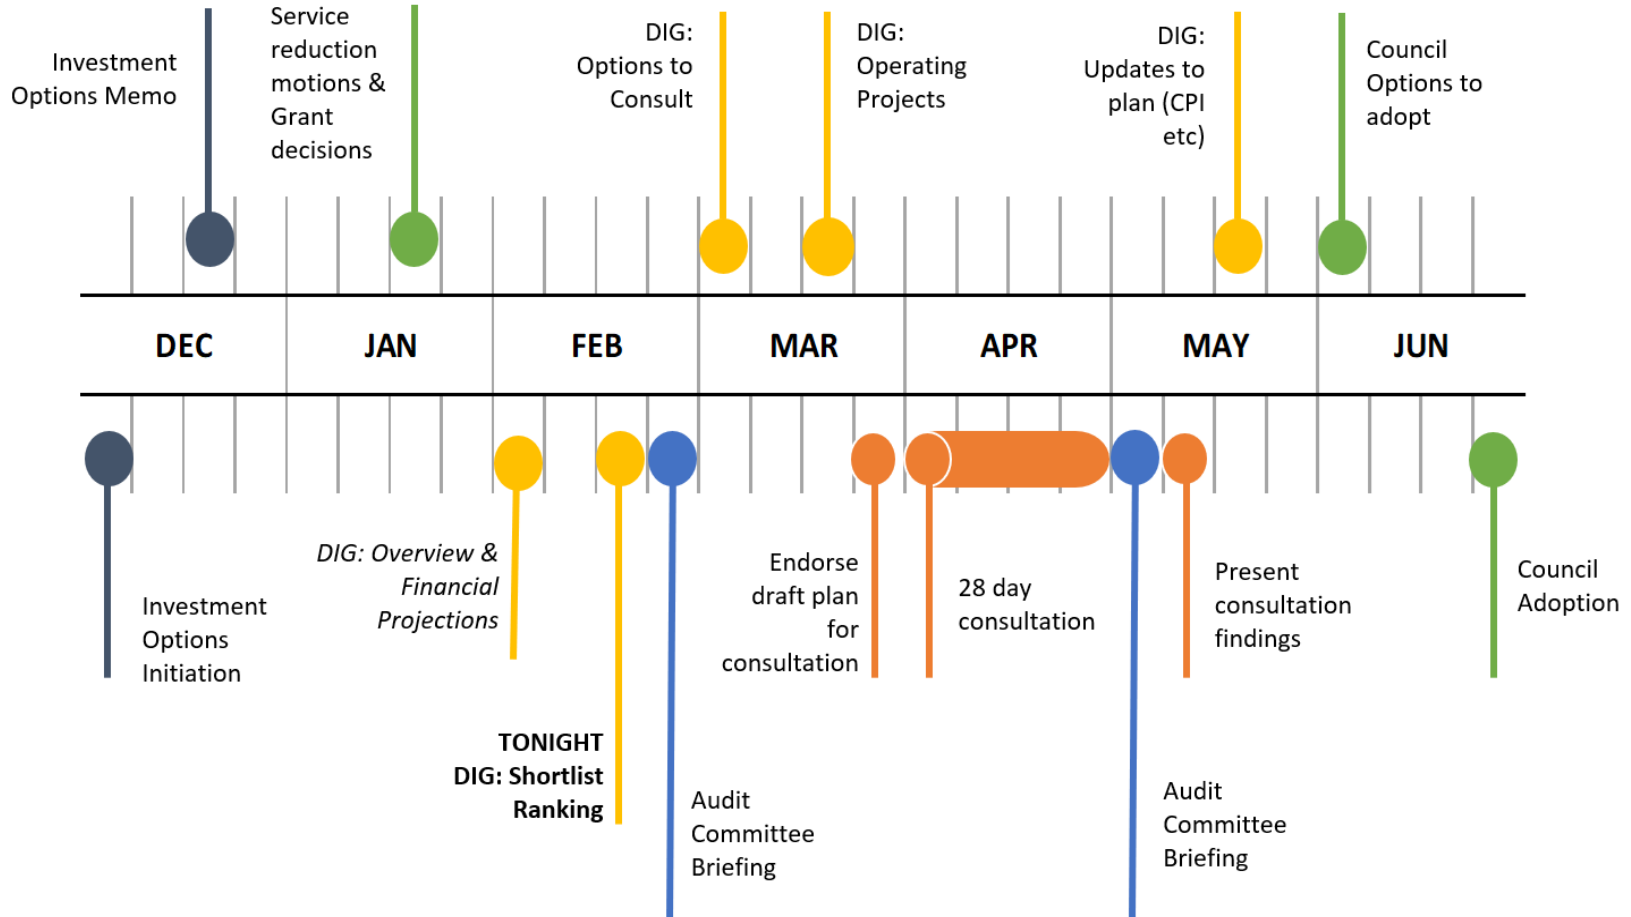 Investment
Options Memo
Service
reduction
motions &
Grant
decisions
DIG:
Options to
Consult
DIG:
Operating
Projects
DIG:
Updates to
plan (CPI
etc)
Council
Options to
adopt
DEC
JAN
FEB
MAR
APR
MAY
JUN
Investment
Options
Initiation
DIG: Overview &
Financial
Projections
TONIGHT
DIG: Shortlist
Ranking
Audit
Committee
Briefing
Endorse
draft plan
for
consultation
28 day
consultation
Audit
Committee
Briefing
Present
consultation
findings
Council
Adoption